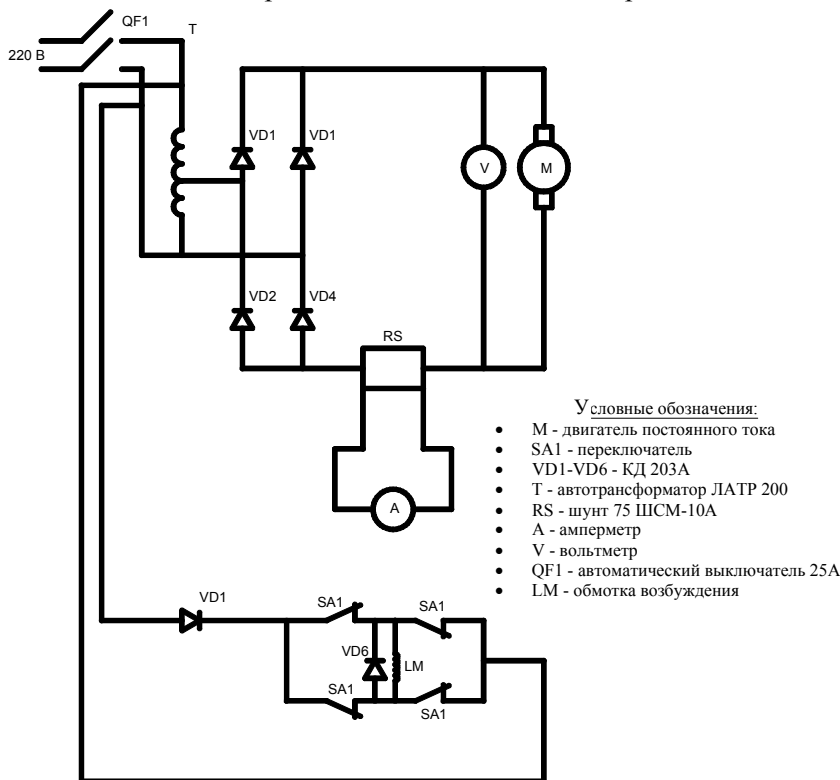 QF1
T
220 В
VD1
VD1
V
M
VD2
VD4
RS
Условные обозначения:
• М - двигатель постоянного тока
• SA1 - переключатель
• VD1-VD6 - КД 203А
• Т - автотрансформатор ЛАТР 200
• RS - шунт 75 ШСМ-10А
• А - амперметр
• V - вольтметр
• QF1 - автоматический выключатель 25А
• LM - обмотка возбуждения
A
VD1
SA1
SA1
VD6
LM
SA1
SA1